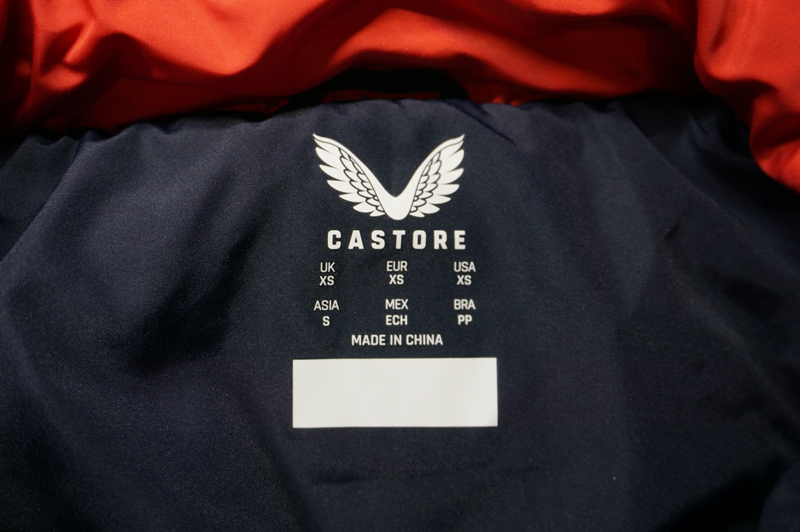 CASTORE
UK EUR USA
XS XS XS
ASIA MEX BRA
S ECH PP
MADE IN CHINA